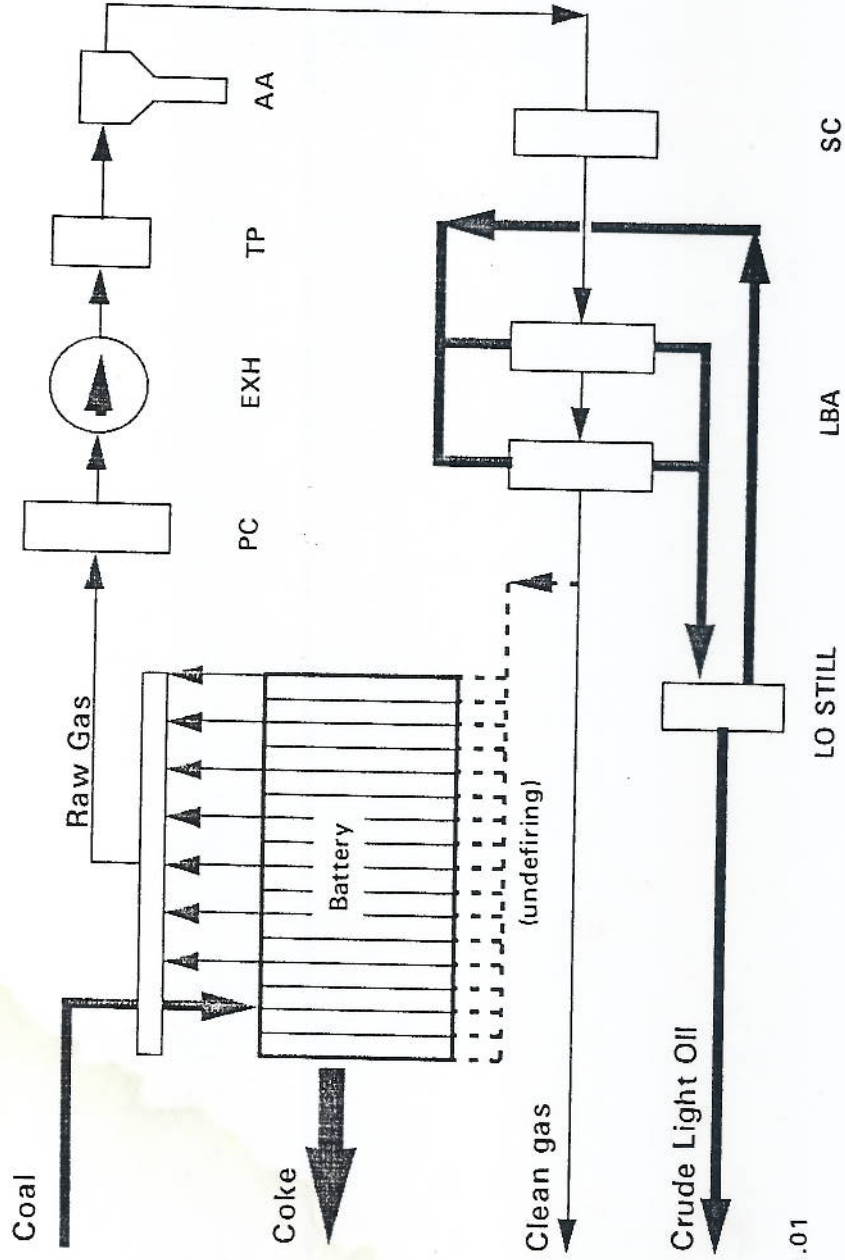 Coal
Raw Gas
PC
EXH
TP
AA
Coke
Battery
(undefiring)
Clean gas
Crude Light Oil
LO STILL
LBA
SC
.01